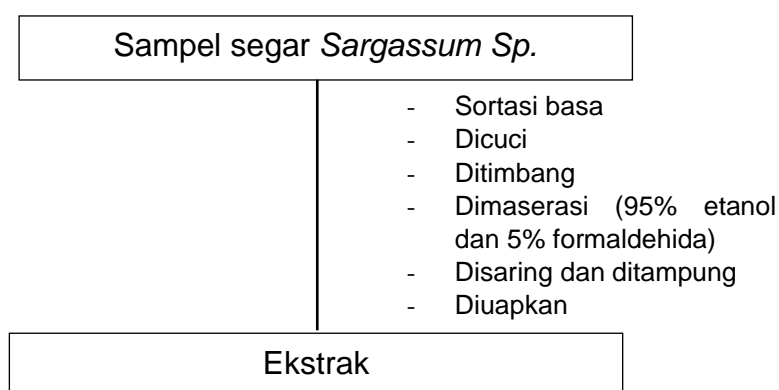 Sampel segar Sargassum Sp.
- Sortasi basa
- Dicuci
- Ditimbang
- Dimaserasi (95% etanol
dan 5% formaldehida)
- Disaring dan ditampung
- Diuapkan
Ekstrak